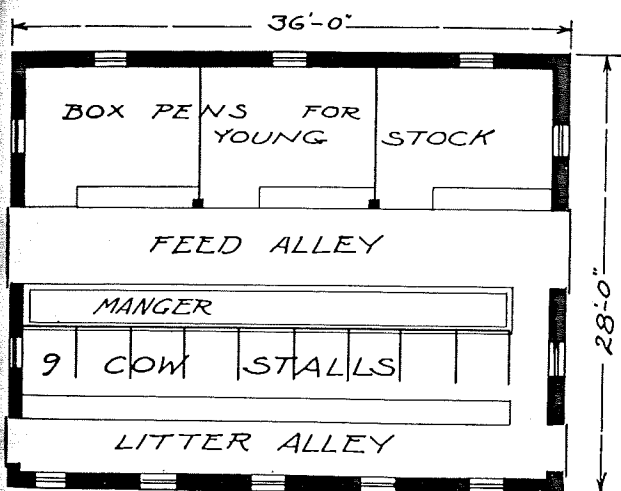 36'-0"
BOX PENS FOR
YOUNG STOCK
FEED ALLEY
MANGER
9 COW STALLS
LITTER ALLEY
28'-0"